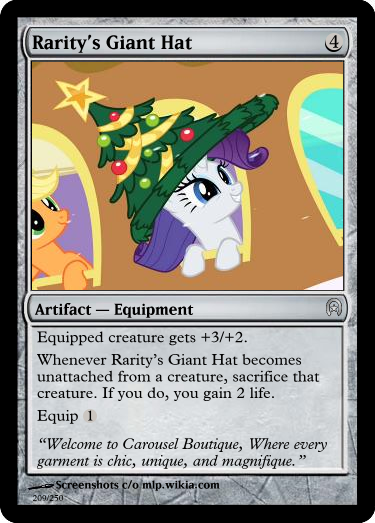 Rarity's Giant Hat 4
Artifact — Equipment
Equipped creature gets +3/+2.
Whenever Rarity's Giant Hat becomes
unattached from a creature, sacrifice that
creature. If you do, you gain 2 life.
Equip 1
“Welcome to Carousel Boutique, Where every
garment is chic, unique, and magnifique.”
Screenshots c/o mlp.wikia.com
209/250